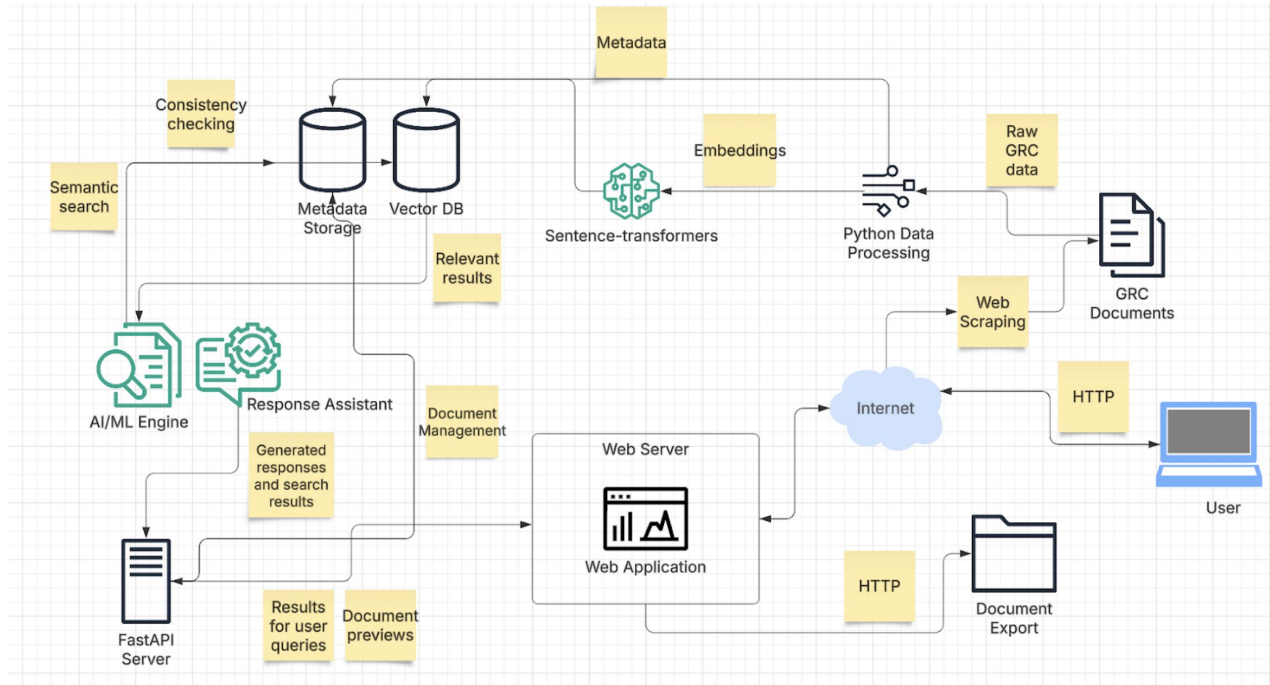 Metadata
Consistency
checking
Raw
GRC
data
Embeddings
Semantic
search
Metadata
Storage
Vector DB
Sentence-transformers
Python Data
Processing
Relevant
results
GRC
Documents
Web
Scraping
AI/ML Engine
Response Assistant
Document
Management
Internet
HTTP
User
Generated
responses
and search
results
Web Server
Web Application
HTTP
Document
Export
FastAPI
Server
Results
for user
queries
Document
previews